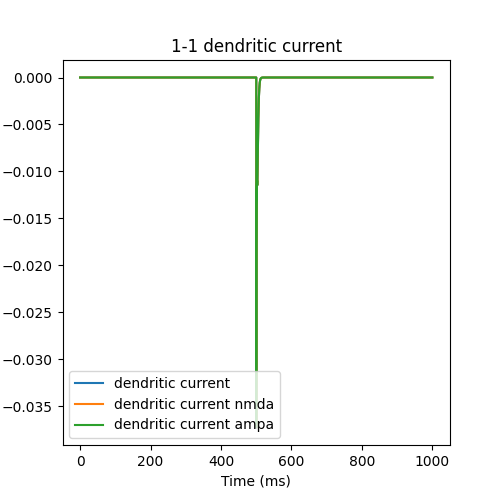 1-1 dendritic current
0.000
−0.005
−0.010
−0.015
−0.020
−0.025
−0.030
−0.035
dendritic current
dendritic current nmda
dendritic current ampa
0 200 400 600 800 1000
Time (ms)